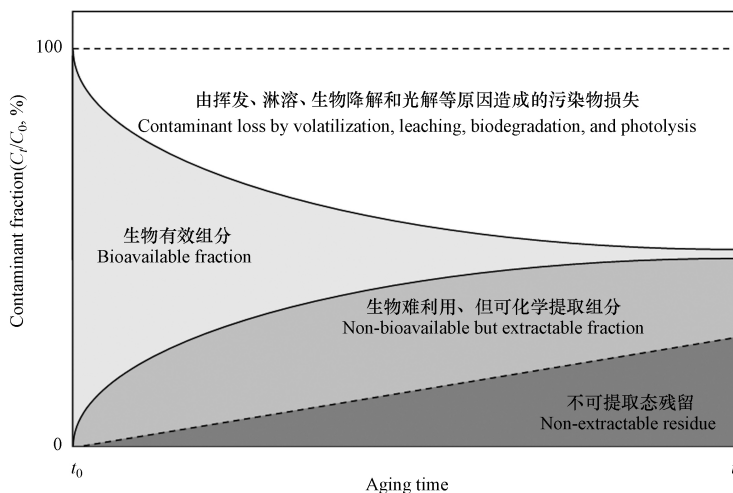 100
由挥发、淋溶、生物降解和光解等原因造成的污染物损失
Contaminant loss by volatilization, leaching, biodegradation, and photolysis
Contaminant fraction(Ct/C0, %)
生物有效组分
Bioavailable fraction
生物难利用、但可化学提取组分
Non-bioavailable but extractable fraction
不可提取态残留
Non-extractable residue
0
t0
Aging time